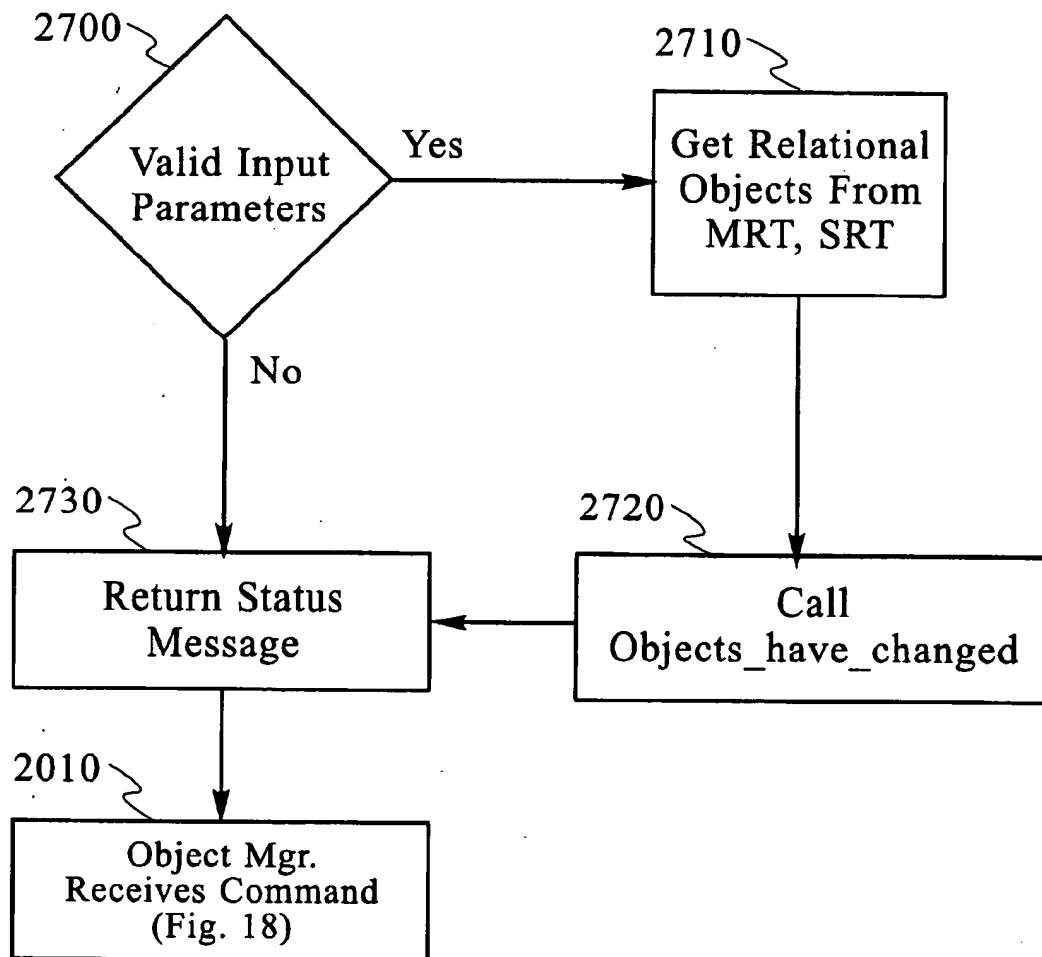 2700
Valid Input
Parameters
Yes
2710
Get Relational
Objects From
MRT, SRT
No
2730
Return Status
Message
2720
Call
Objects_have_changed
2010
Object Mgr.
Receives Command
(Fig. 18)